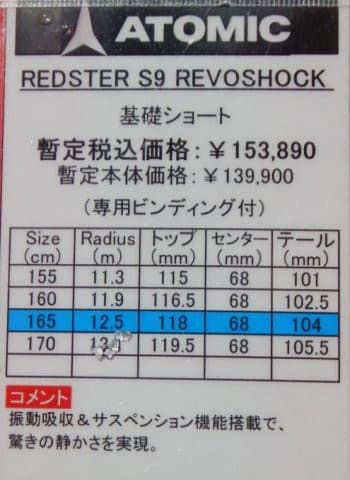 ATOMIC
REDSTER S9 REVOSHOCK
基礎ショート
暫定税込価格：￥153,890
暫定本体価格：￥139,900
（専用ビンディング付）
Size (cm) Radius (m) トップ (mm) センター (mm) テール (mm)
155 11.3 115 68 101
160 11.9 116.5 68 102.5
165 12.5 118 68 104
170 119.5 68 105.5
コメント
振動吸収＆サスペンション機能搭載で、
驚きの静かさを実現。